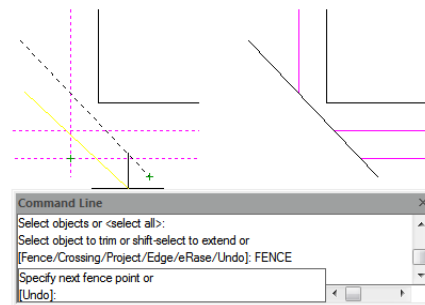 Command Line
Select objects or <select all>:
Select object to trim or shift-select to extend or
[Fence/Crossing/Project/Edge/eRase/Undo]: FENCE
Specify next fence point or
[Undo]: